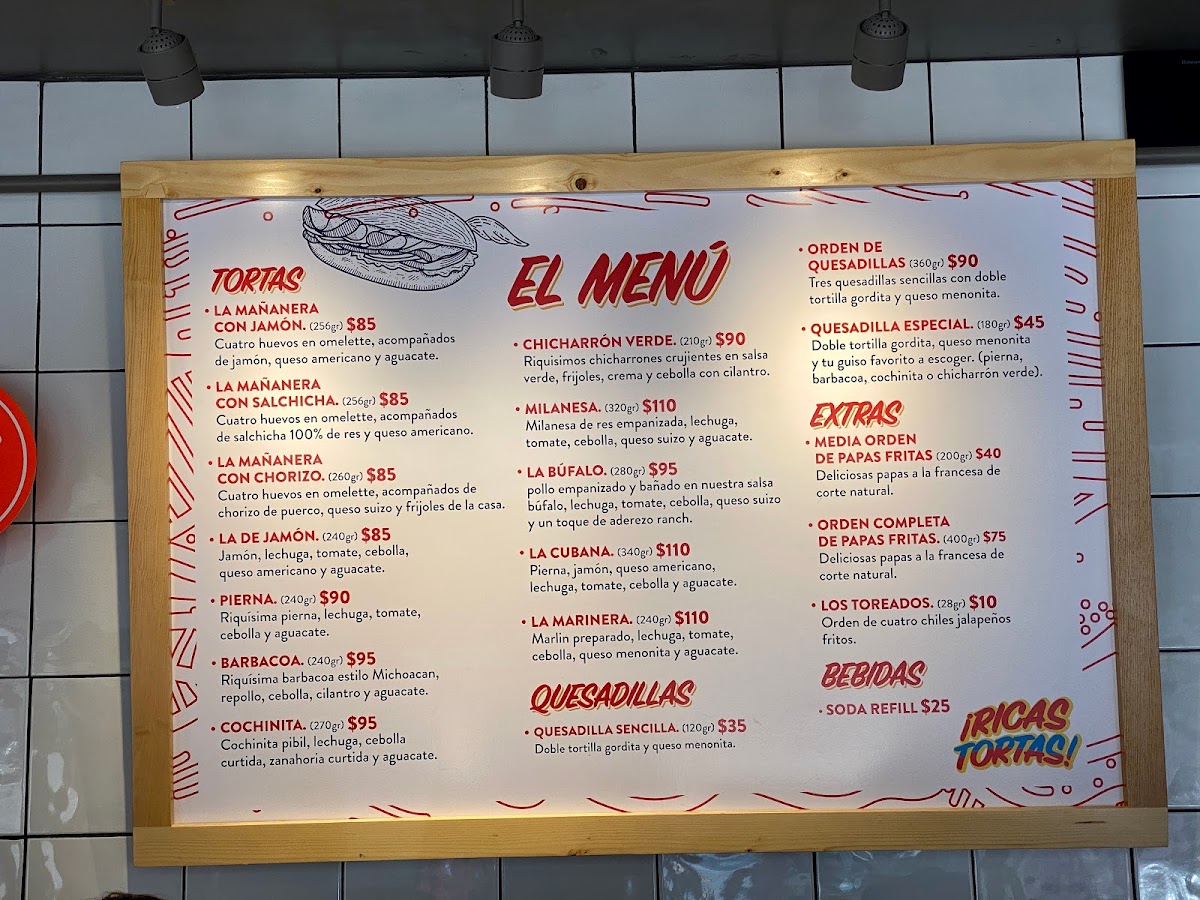 TORTAS
• LA MAÑANERA
CON JAMÓN. (256gr) $85
Cuatro huevos en omelette, acompañados
de jamón, queso americano y aguacate.
• LA MAÑANERA
CON SALCHICHA. (256gr) $85
Cuatro huevos en omelette, acompañados
de salchicha 100% de res y queso americano.
• LA MAÑANERA
CON CHORIZO. (260gr) $85
Cuatro huevos en omelette, acompañados de
chorizo de puerco, queso suizo y frijoles de la casa.
• LA DE JAMÓN. (240gr) $85
Jamón, lechuga, tomate, cebolla,
queso americano y aguacate.
• PIERNA. (240gr) $90
Riquísima pierna, lechuga, tomate,
cebolla y aguacate.
• BARBACOA. (240gr) $95
Riquísima barbacoa estilo Michoacan,
repollo, cebolla, cilantro y aguacate.
• COCHINITA. (270gr) $95
Cochinita pibil, lechuga, cebolla
curtida, zanahoria curtida y aguacate.
EL MENÚ
• CHICHARRÓN VERDE. (210gr) $90
Riquisimos chicharrones crujientes en salsa
verde, frijoles, crema y cebolla con cilantro.
• MILANESA. (320gr) $110
Milanesa de res empanizada, lechuga,
tomate, cebolla, queso suizo y aguacate.
• LA BÚFALO. (280gr) $95
pollo empanizado y bañado en nuestra salsa
búfalo, lechuga, tomate, cebolla, queso suizo
y un toque de aderezo ranch.
• LA CUBANA. (340gr) $110
Pierna, jamón, queso americano,
lechuga, tomate, cebolla y aguacate.
• LA MARINERA. (240gr) $110
Marlin preparado, lechuga, tomate,
cebolla, queso menonita y aguacate.
QUESADILLAS
• QUESADILLA SENCILLA. (120gr) $35
Doble tortilla gordita y queso menonita.
• ORDEN DE
QUESADILLAS (360gr) $90
Tres quesadillas sencillas con doble
tortilla gordita y queso menonita.
• QUESADILLA ESPECIAL. (180gr) $45
Doble tortilla gordita, queso menonita
y tu guiso favorito a escoger. (pierna,
barbacoa, cochinita o chicharrón verde).
EXTRAS
• MEDIA ORDEN
DE PAPAS FRITAS (200gr) $40
Deliciosas papas a la francesa de
corte natural.
• ORDEN COMPLETA
DE PAPAS FRITAS. (400gr) $75
Deliciosas papas a la francesa de
corte natural.
• LOS TOREADOS. (28gr) $10
Orden de cuatro chiles jalapeños
fritos.
BEBIDAS
• SODA REFILL $25
¡RICAS
TORTAS!